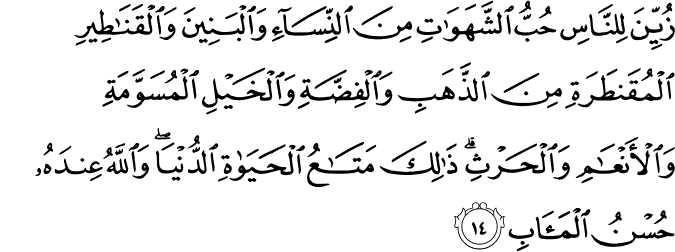 زُيِّنَ لِلنَّاسِ حُبُّ ٱلشَّهَوَٰتِ مِنَ ٱلنِّسَآءِ وَٱلْبَنِينَ وَٱلْقَنَٰطِيرِ
ٱلْمُقَنطَرَةِ مِنَ ٱلذَّهَبِ وَٱلْفِضَّةِ وَٱلْخَيْلِ ٱلْمُسَوَّمَةِ
وَٱلْأَنْعَٰمِ وَٱلْحَرْثِ ۗ ذَٰلِكَ مَتَٰعُ ٱلْحَيَوٰةِ ٱلدُّنْيَا ۖ وَٱللَّهُ عِندَهُۥ
حُسْنُ ٱلْمَـَٔابِ ١٤